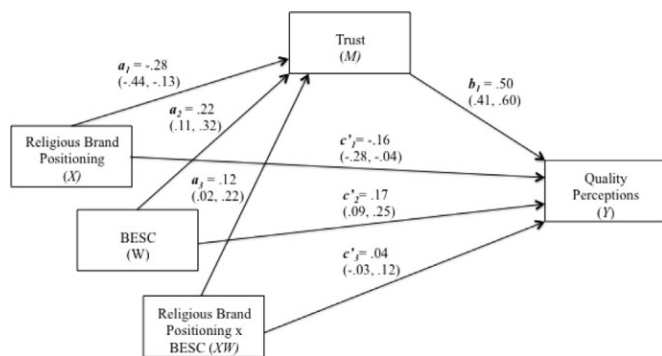 Trust
(M)
a1 = -.28
(-.44, -.13)
b1 = .50
(.41, .60)
a2 = .22
(.11, .32)
Religious Brand
Positioning
(X)
c'1= -.16
(-.28, -.04)
a3 = .12
(.02, .22)
Quality
Perceptions
(Y)
c'2= .17
(.09, .25)
BESC
(W)
c'3= .04
(-.03, .12)
Religious Brand
Positioning x
BESC (XW)